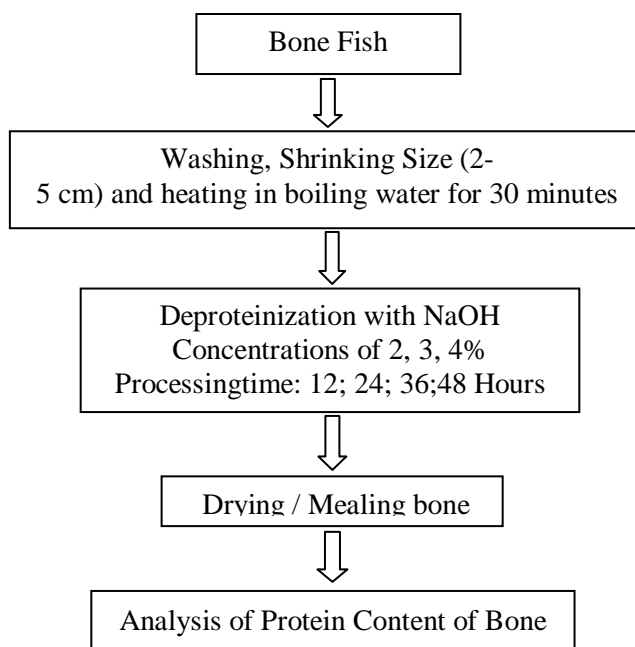 Bone Fish
Washing, Shrinking Size (2-
5 cm) and heating in boiling water for 30 minutes
Deproteinization with NaOH
Concentrations of 2, 3, 4%
Processingtime: 12; 24; 36;48 Hours
Drying / Mealing bone
Analysis of Protein Content of Bone